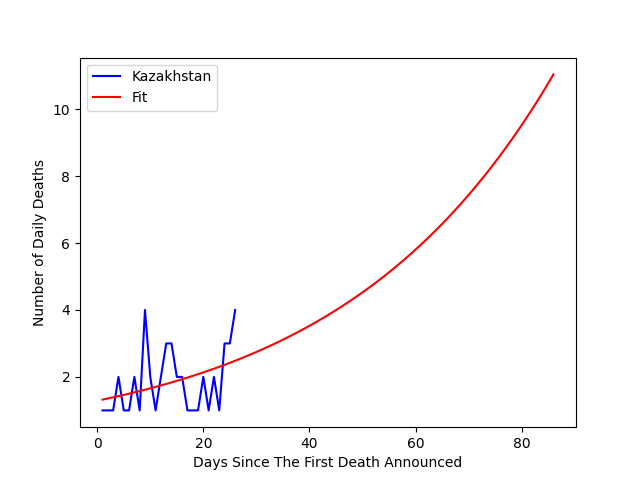 Kazakhstan
Fit
10
8
6
4
2
Number of Daily Deaths
0 20 40 60 80
Days Since The First Death Announced